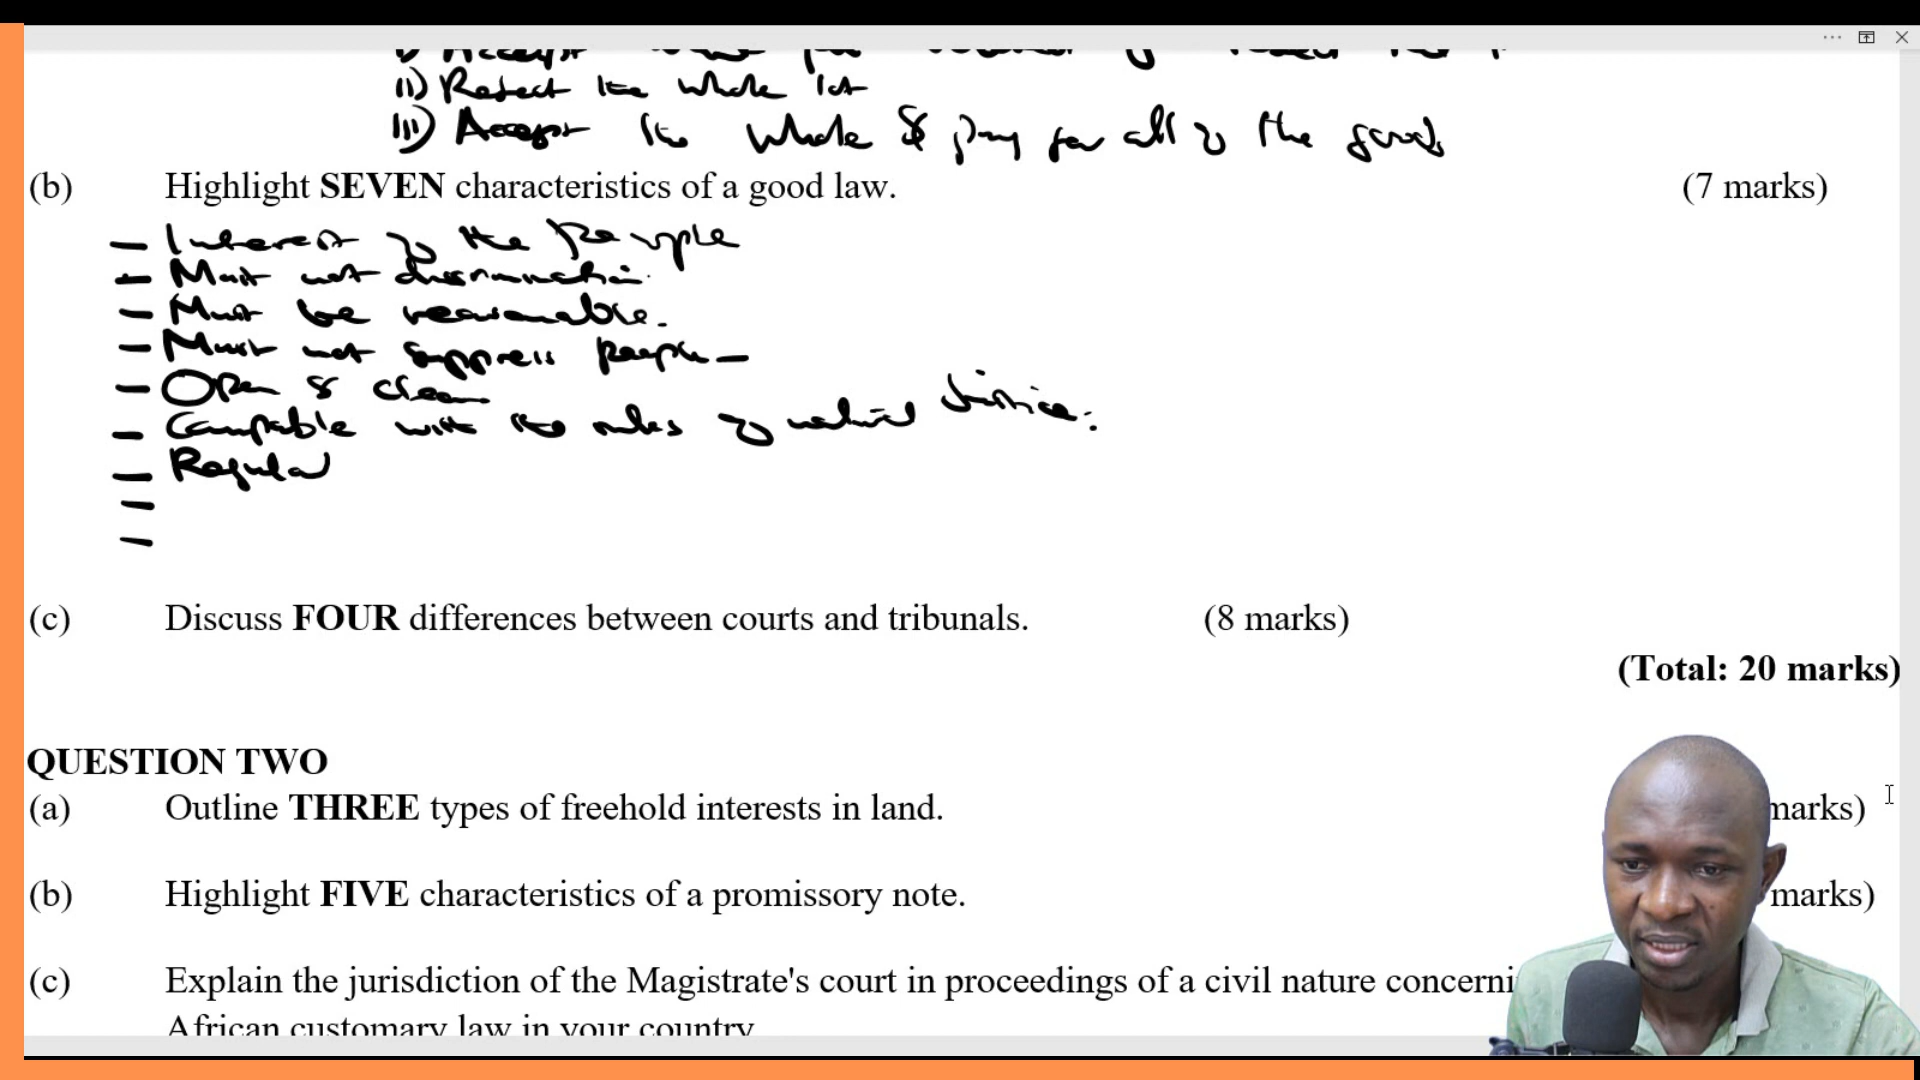 ii) Reject the whole lot
iii) Accept the whole & pay for all of the goods
(b) Highlight SEVEN characteristics of a good law. (7 marks)
– Interest of the people
– Must not
– Must be reasonable.
– Must not suppress people –
– Open & clear
– with the rules of natural justice.
– Regular
–
–
(c) Discuss FOUR differences between courts and tribunals. (8 marks)
(Total: 20 marks)
QUESTION TWO
(a) Outline THREE types of freehold interests in land. marks)
(b) Highlight FIVE characteristics of a promissory note. marks)
(c) Explain the jurisdiction of the Magistrate's court in proceedings of a civil nature concerni
African customary law in your country